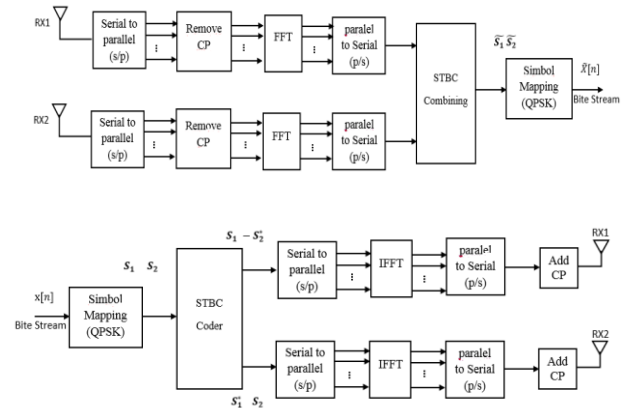 RX1
Serial to
parallel
(s/p)
Remove
CP
FFT
paralel
to Serial
(p/s)
RX2
Serial to
parallel
(s/p)
Remove
CP
FFT
paralel
to Serial
(p/s)
STBC
Combining
S̃₁ S̃₂
Simbol
Mapping
(QPSK)
X̃[n]
Bite Stream
x[n]
Bite Stream
S₁ S₂
Simbol
Mapping
(QPSK)
STBC
Coder
S₁ − S₂*
Serial to
parallel
(s/p)
IFFT
paralel
to Serial
(p/s)
Add
CP
RX1
S₁* S₂
Serial to
parallel
(s/p)
IFFT
paralel
to Serial
(p/s)
Add
CP
RX2